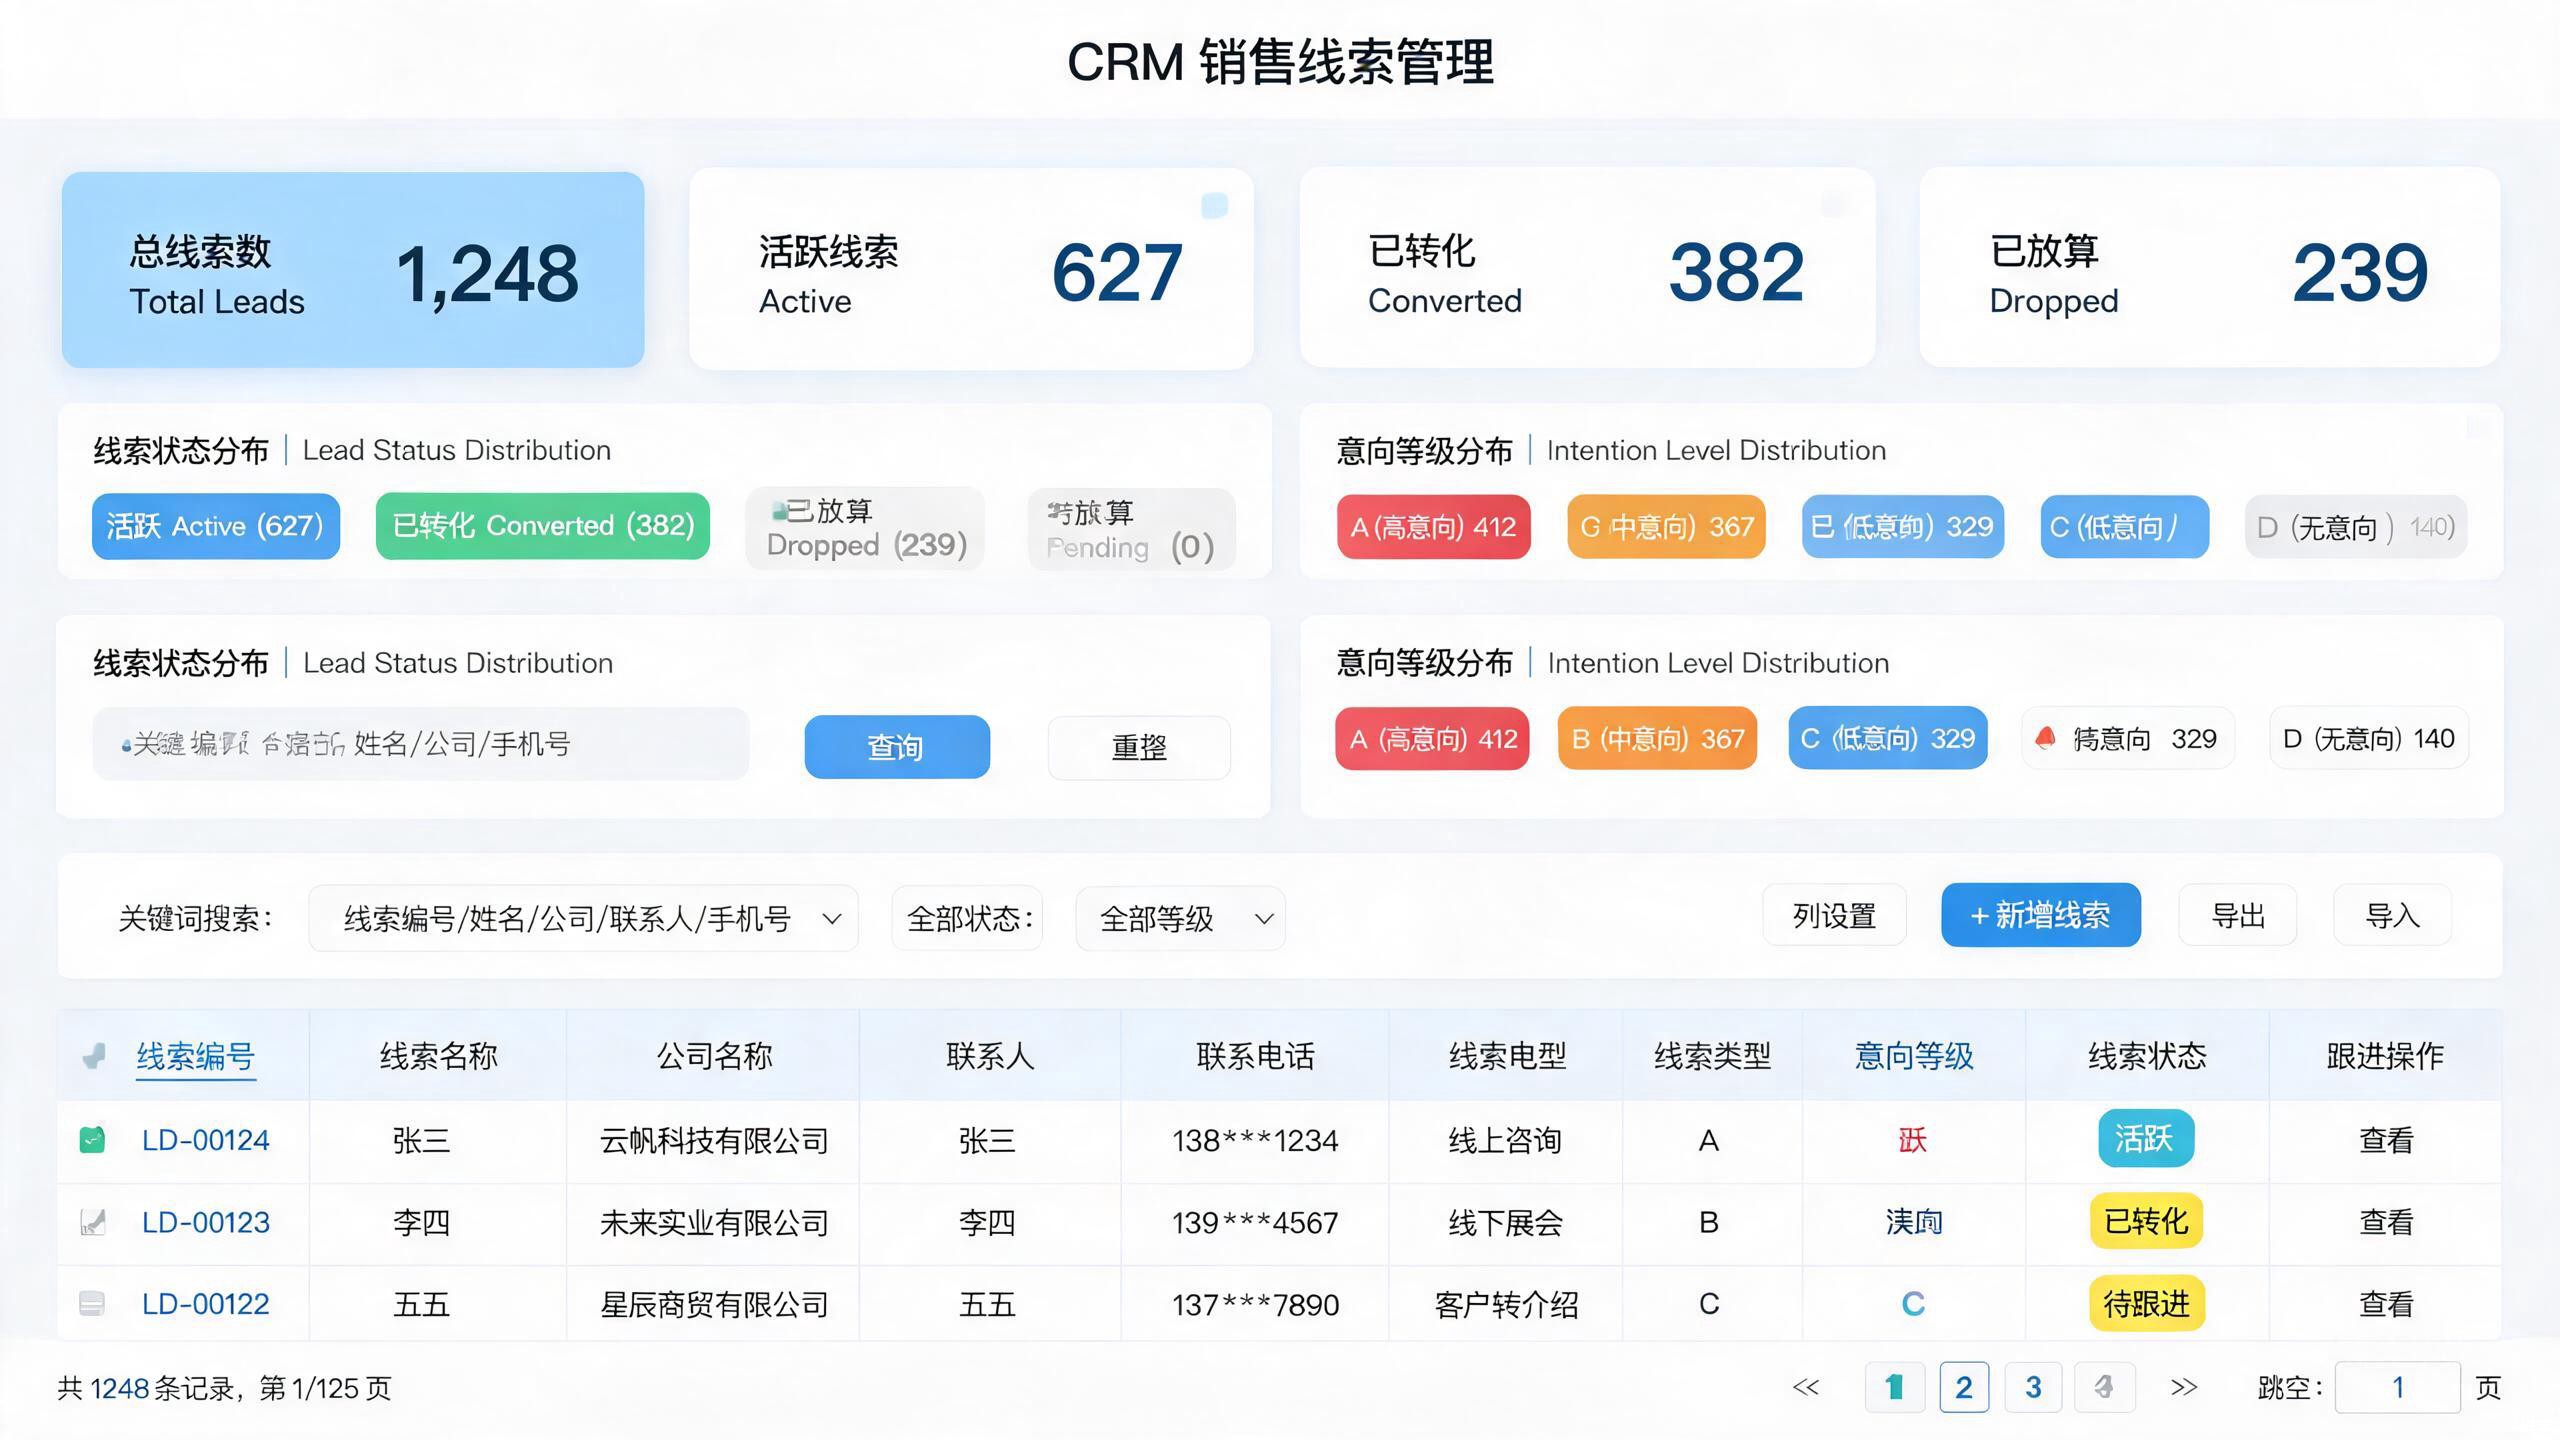 CRM 销售线索管理
总线索数
Total Leads
1,248
活跃线索
Active
627
已转化
Converted
382
已放算
Dropped
239
线索状态分布 | Lead Status Distribution
活跃 Active (627)
已转化 Converted (382)
已放算
Dropped (239)
算
Pending (0)
意向等级分布 | Intention Level Distribution
A (高意向) 412
G 中意向) 367
已 (低意) 329
C (低意向)
D (无意向) 140)
线索状态分布 | Lead Status Distribution
姓名/公司/手机号
查询
重
意向等级分布 | Intention Level Distribution
A (高意向) 412
B (中意向) 367
C (低意向) 329
意向 329
D (无意向) 140
关键词搜索:
线索编号/姓名/公司/联系人/手机号
全部状态:
全部等级
列设置
+ 新增线索
导出
导入
线索编号 线索名称 公司名称 联系人 联系电话 线索电型 线索类型 意向等级 线索状态 跟进操作
LD-00124 张三 云帆科技有限公司 张三 138***1234 线上咨询 A 活跃 查看
LD-00123 李四 未来实业有限公司 李四 139***4567 线下展会 B 已转化 查看
LD-00122 五五 星辰商贸有限公司 五五 137***7890 客户转介绍 C C 待跟进 查看
共 1248 条记录, 第 1/125 页
<< 1 2 3 4 >> 跳空: 1 页